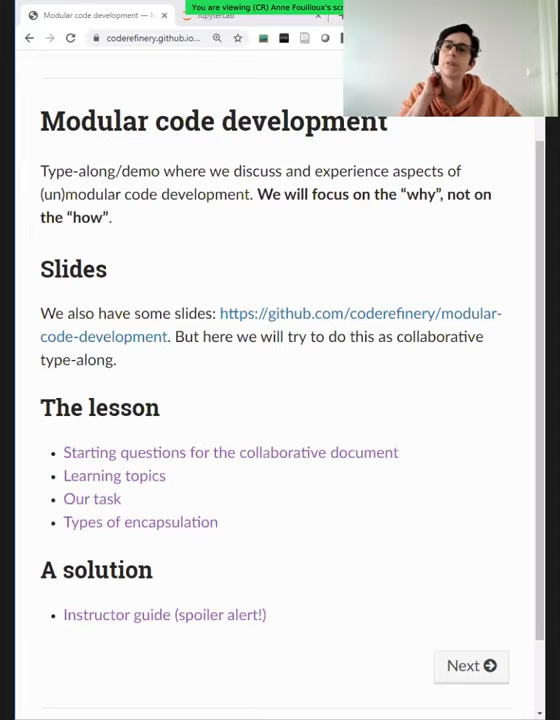 You are viewing (CR) Anne Fouilloux's scr
Modular code development —
JupyterLab
coderefinery.github.io...
Modular code development
Type-along/demo where we discuss and experience aspects of
(un)modular code development. We will focus on the “why”, not on
the “how”.
Slides
We also have some slides: https://github.com/coderefinery/modular-
code-development. But here we will try to do this as collaborative
type-along.
The lesson
• Starting questions for the collaborative document
• Learning topics
• Our task
• Types of encapsulation
A solution
• Instructor guide (spoiler alert!)
Next